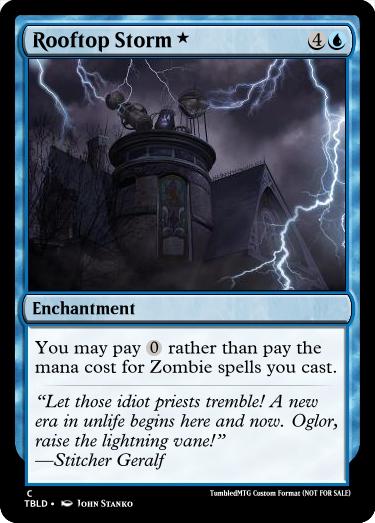 Rooftop Storm ★ 4
Enchantment
You may pay 0 rather than pay the
mana cost for Zombie spells you cast.
“Let those idiot priests tremble! A new
era in unlife begins here and now. Oglor,
raise the lightning vane!”
—Stitcher Geralf
C
TBLD • John Stanko
TumbledMTG Custom Format (NOT FOR SALE)